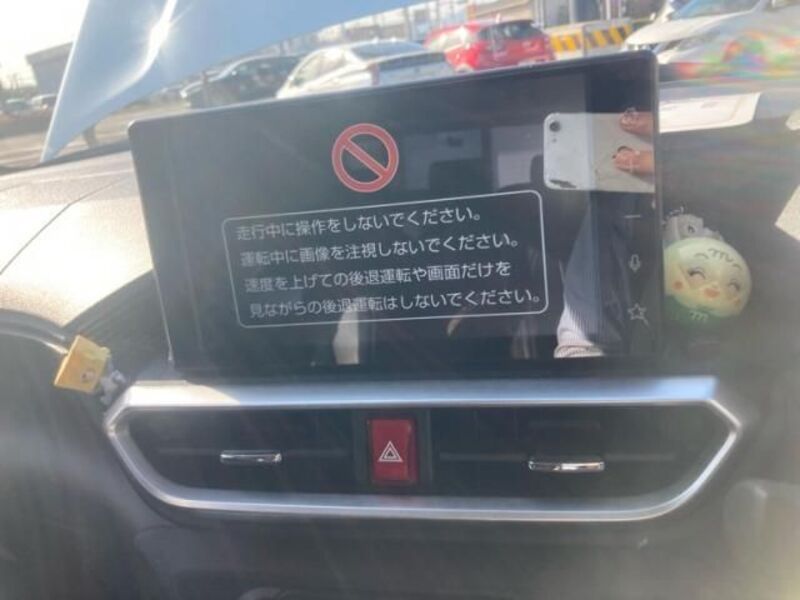 走行中に操作をしないでください。
運転中に画像を注視しないでください。
速度を上げての後退運転や画面だけを
見ながらの後退運転はしないでください。